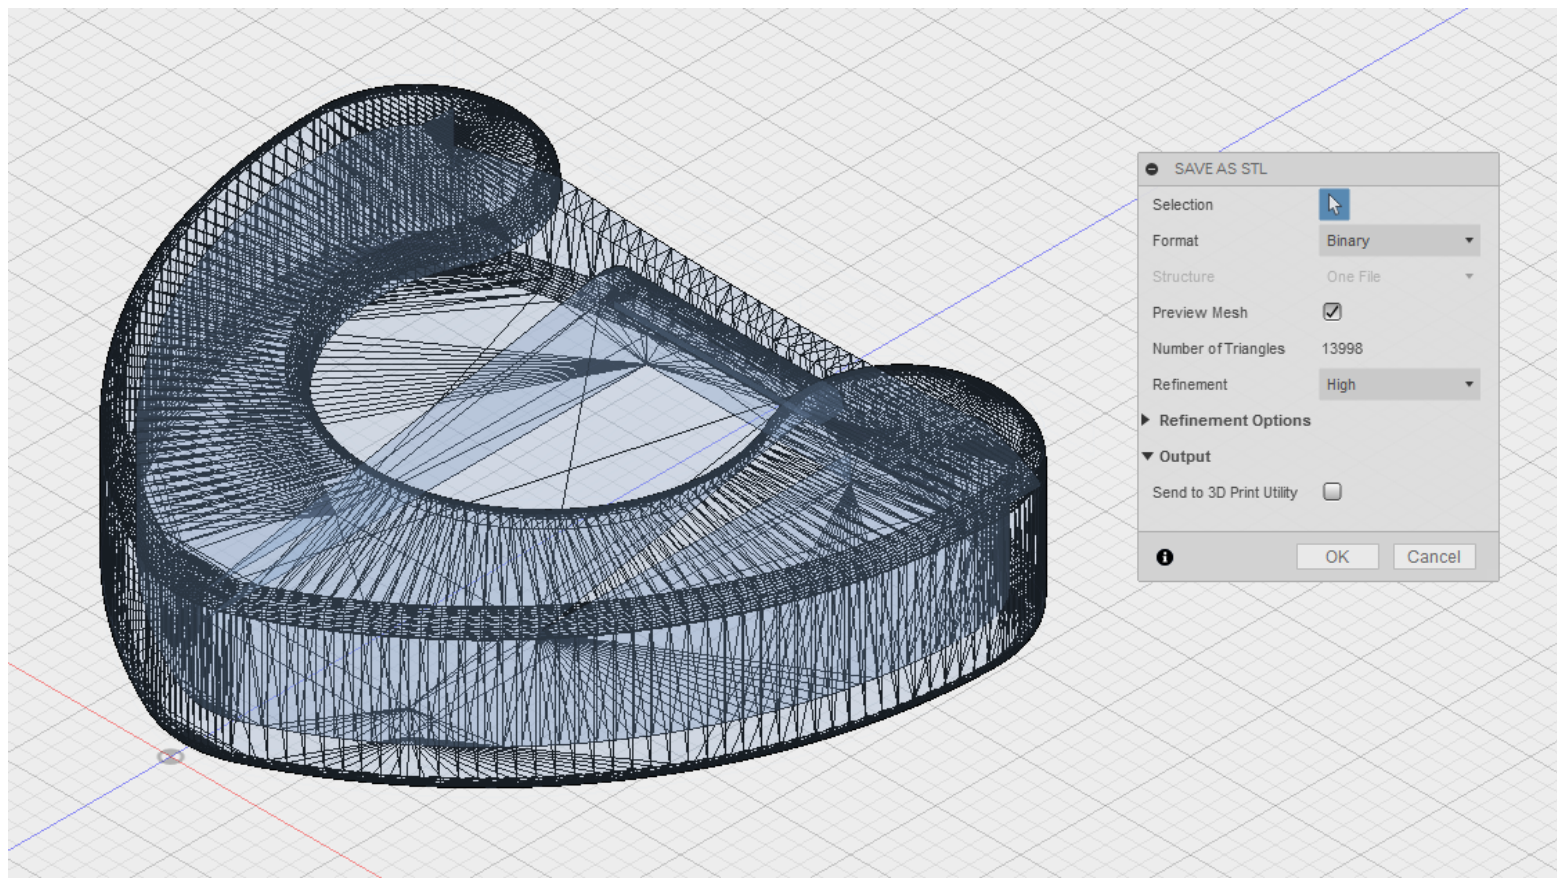 SAVE AS STL
Selection
Format Binary
Structure One File
Preview Mesh
Number of Triangles 13998
Refinement High
Refinement Options
Output
Send to 3D Print Utility
OK Cancel